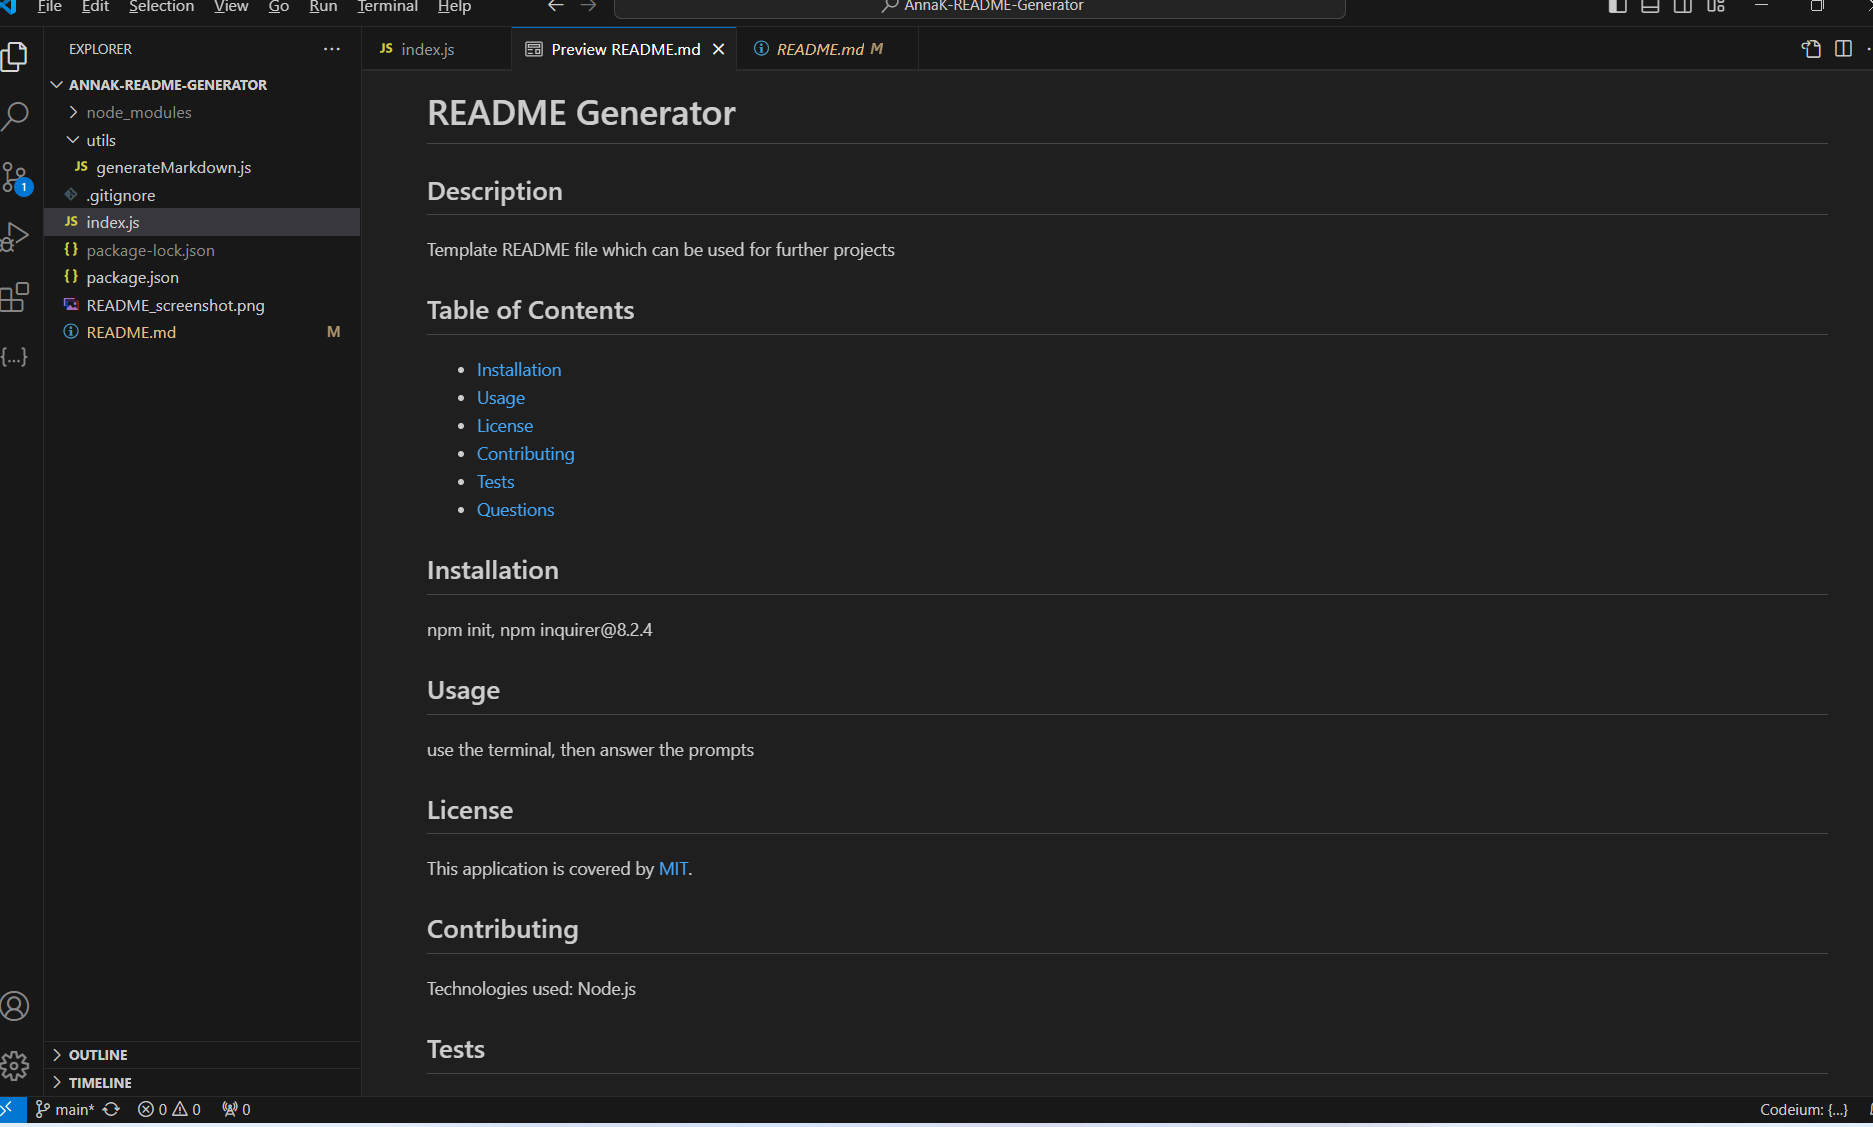 File Edit Selection View Go Run Terminal Help
AnnaK-README-Generator
EXPLORER
JS index.js
Preview README.md
README.md M
ANNAK-README-GENERATOR
node_modules
utils
JS generateMarkdown.js
.gitignore
JS index.js
{} package-lock.json
{} package.json
README_screenshot.png
README.md M
1
{...}
OUTLINE
TIMELINE
README Generator
Description
Template README file which can be used for further projects
Table of Contents
• Installation
• Usage
• License
• Contributing
• Tests
• Questions
Installation
npm init, npm inquirer@8.2.4
Usage
use the terminal, then answer the prompts
License
This application is covered by MIT.
Contributing
Technologies used: Node.js
Tests
main* 0 0 0
Codeium: {...}